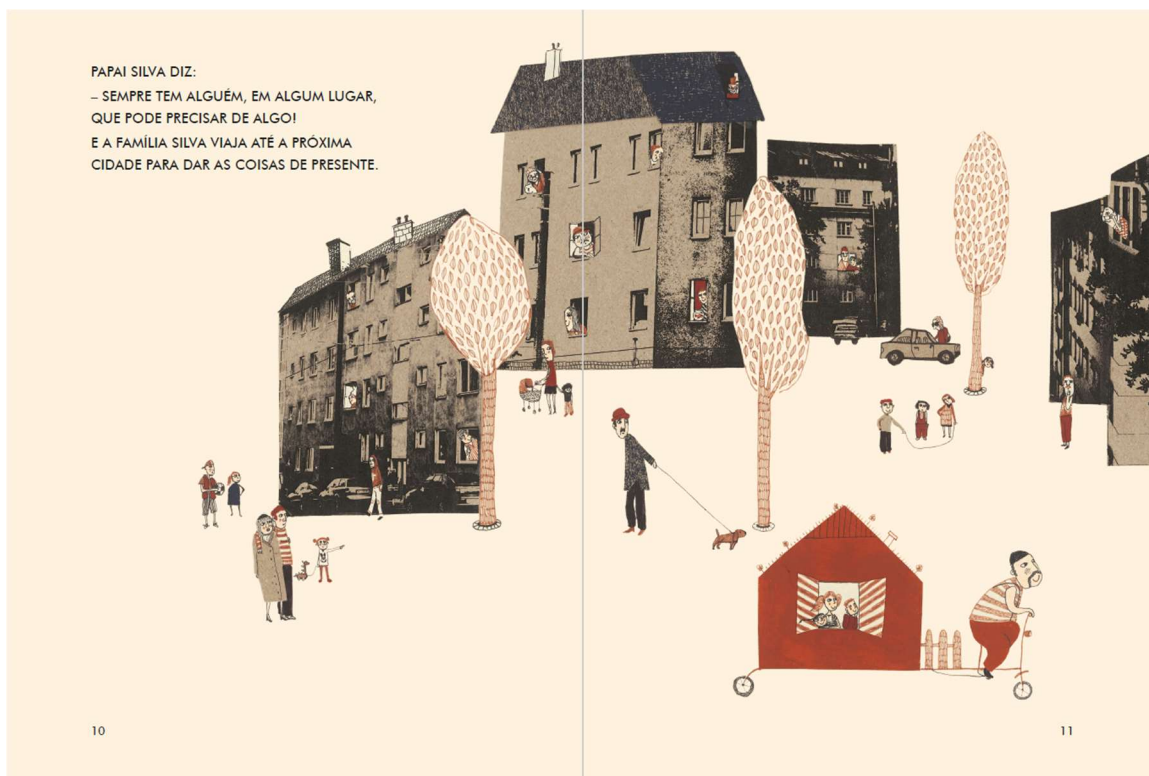 PAPAI SILVA DIZ:
– SEMPRE TEM ALGUÉM, EM ALGUM LUGAR,
QUE PODE PRECISAR DE ALGO!
E A FAMÍLIA SILVA VIAJA ATÉ A PRÓXIMA
CIDADE PARA DAR AS COISAS DE PRESENTE.
10
11